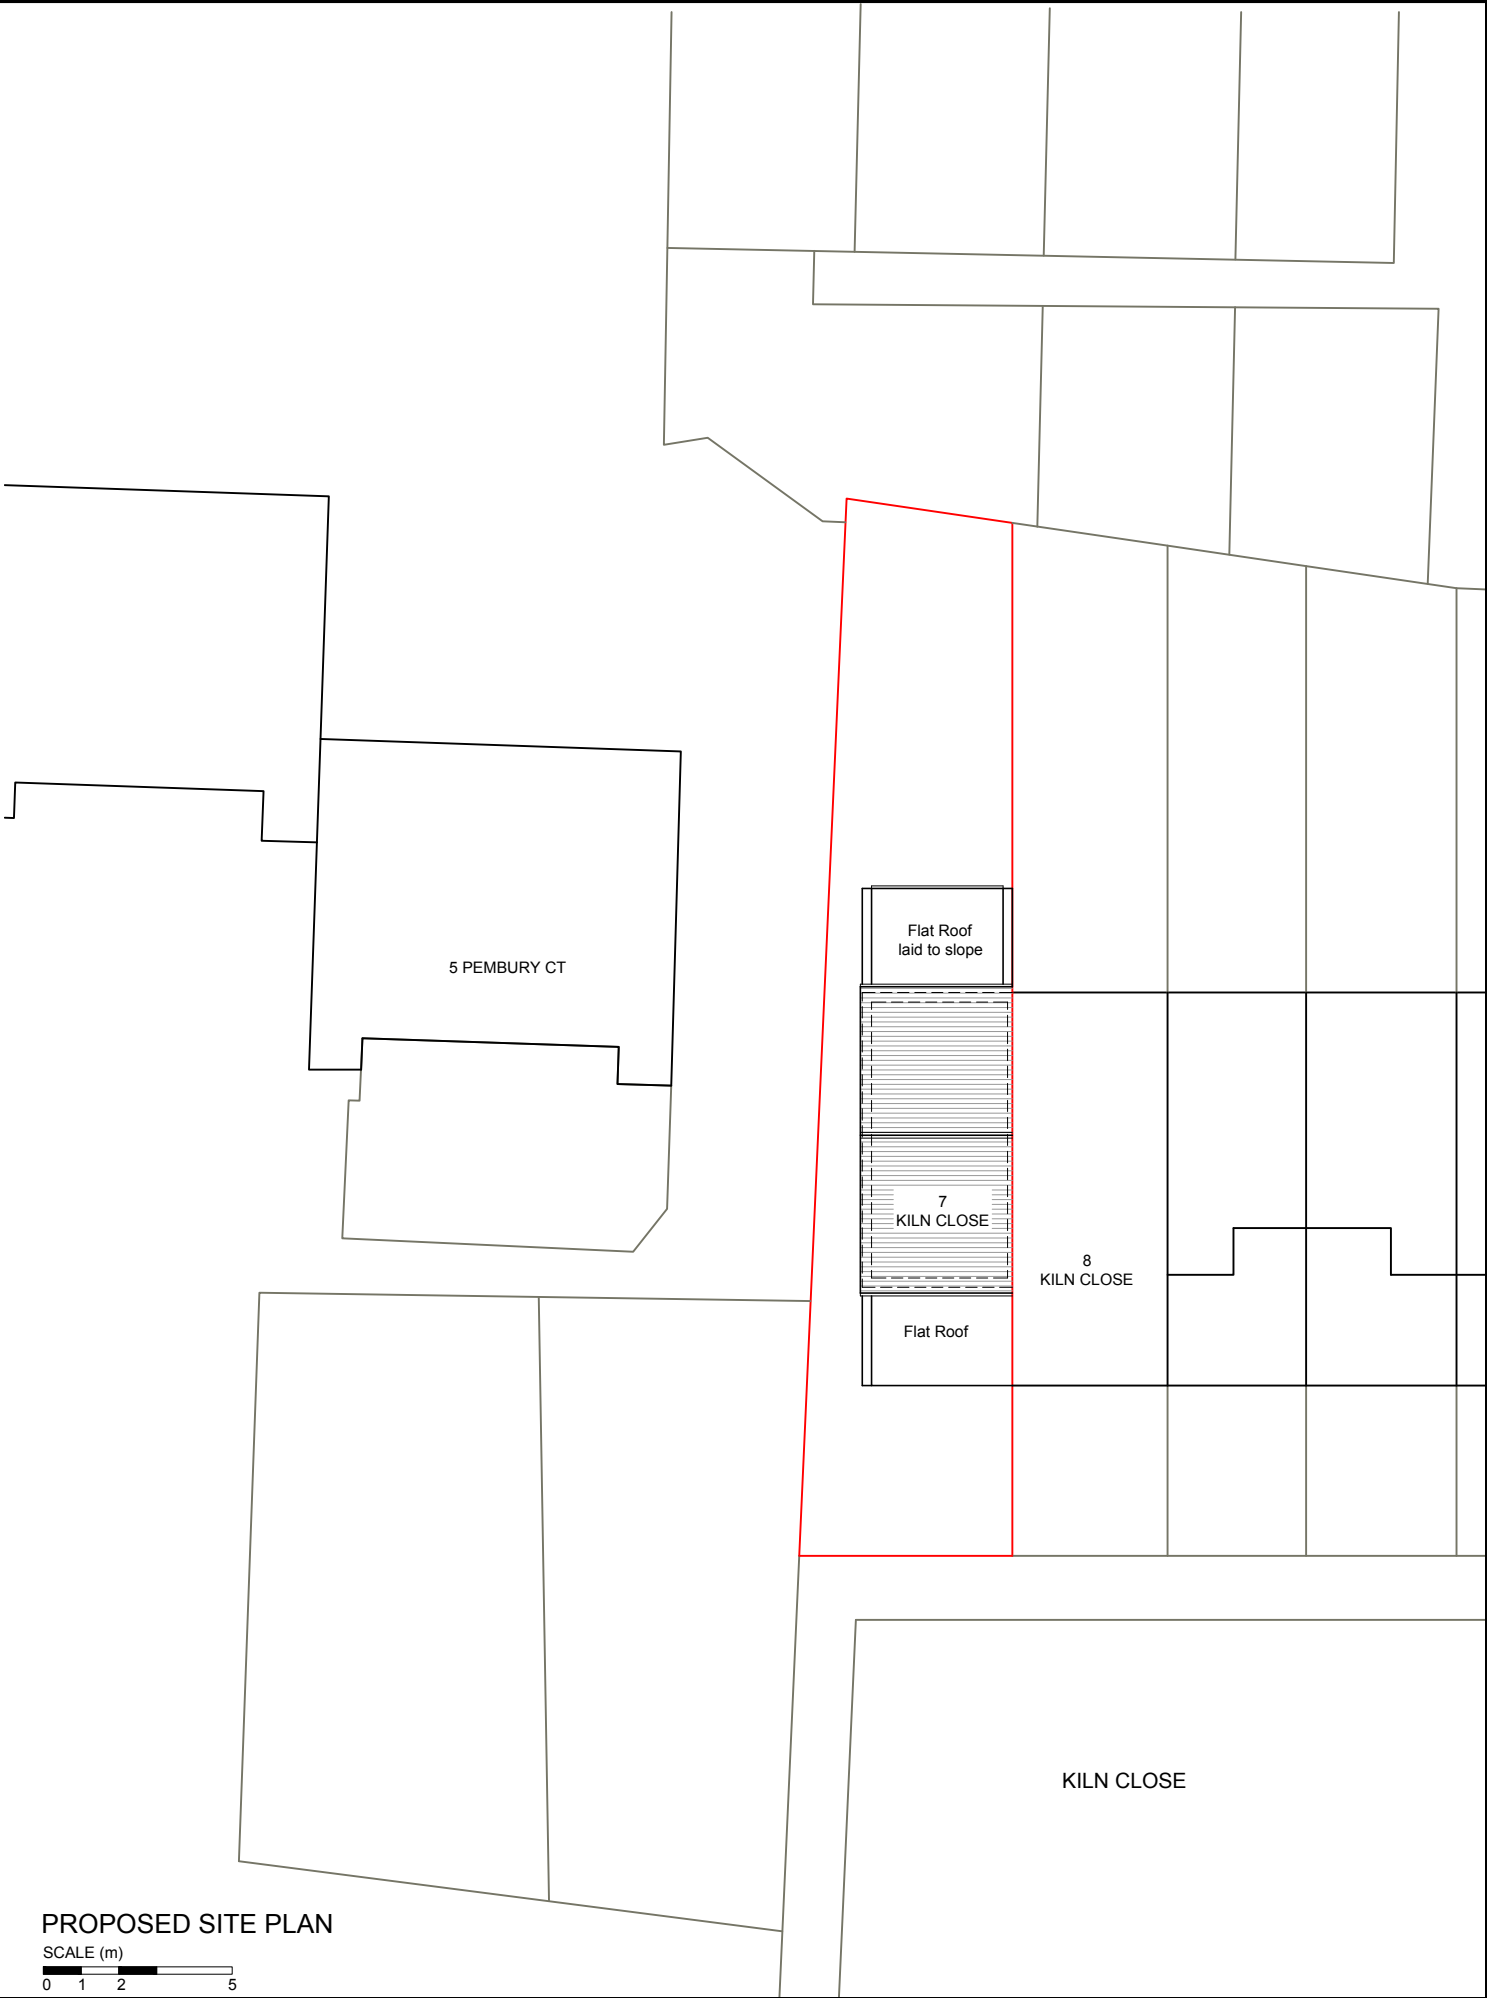 Flat Roof
laid to slope
5 PEMBURY CT
7
KILN CLOSE
8
KILN CLOSE
Flat Roof
KILN CLOSE
PROPOSED SITE PLAN
SCALE (m)
0 1 2 5